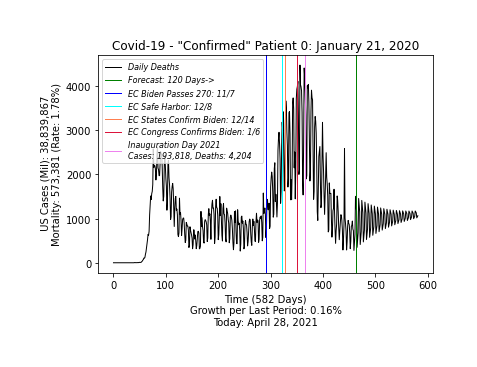 Covid-19 - "Confirmed" Patient 0: January 21, 2020
Daily Deaths
Forecast: 120 Days->
EC Biden Passes 270: 11/7
EC Safe Harbor: 12/8
EC States Confirm Biden: 12/14
EC Congress Confirms Biden: 1/6
Inauguration Day 2021
Cases: 193,818, Deaths: 4,204
US Cases (Mil): 38,839,867
Mortality: 573,381 (Rate: 1.78%)
4000
3000
2000
1000
0
0 100 200 300 400 500 600
Time (582 Days)
Growth per Last Period: 0.16%
Today: April 28, 2021